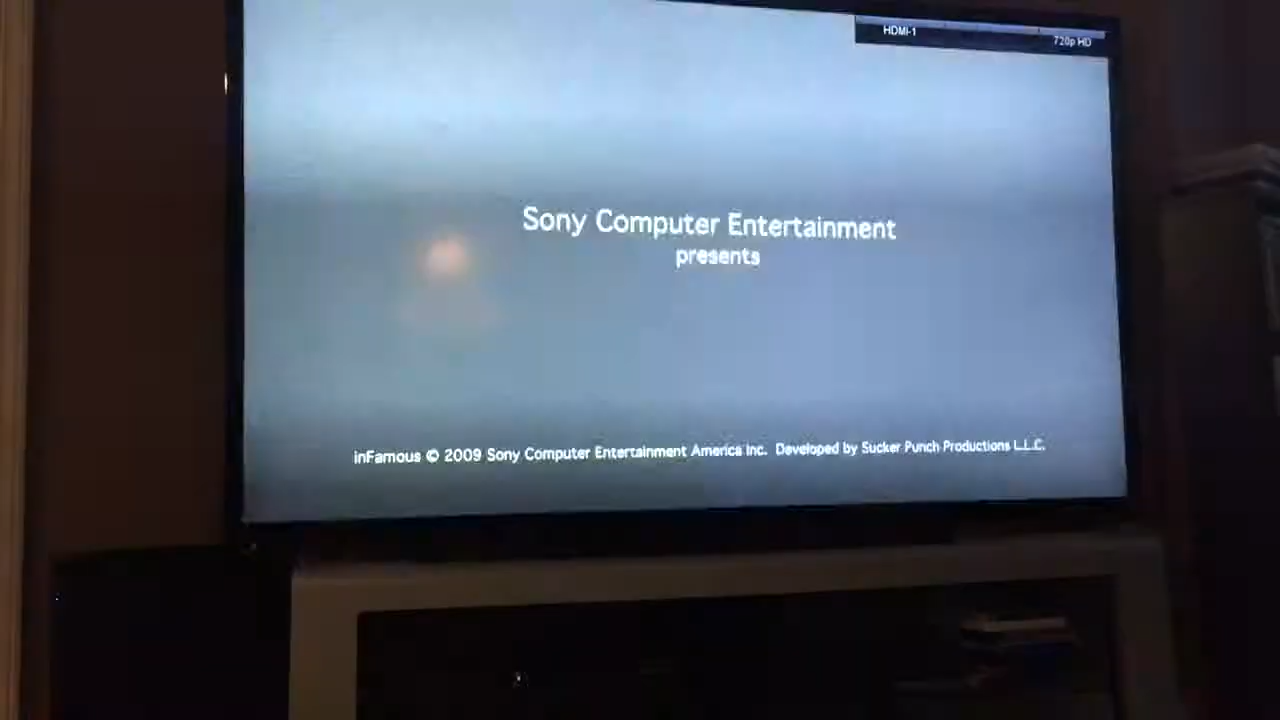 HDMI-1
720p HD
Sony Computer Entertainment
presents
inFamous © 2009 Sony Computer Entertainment America Inc. Developed by Sucker Punch Productions L.L.C.